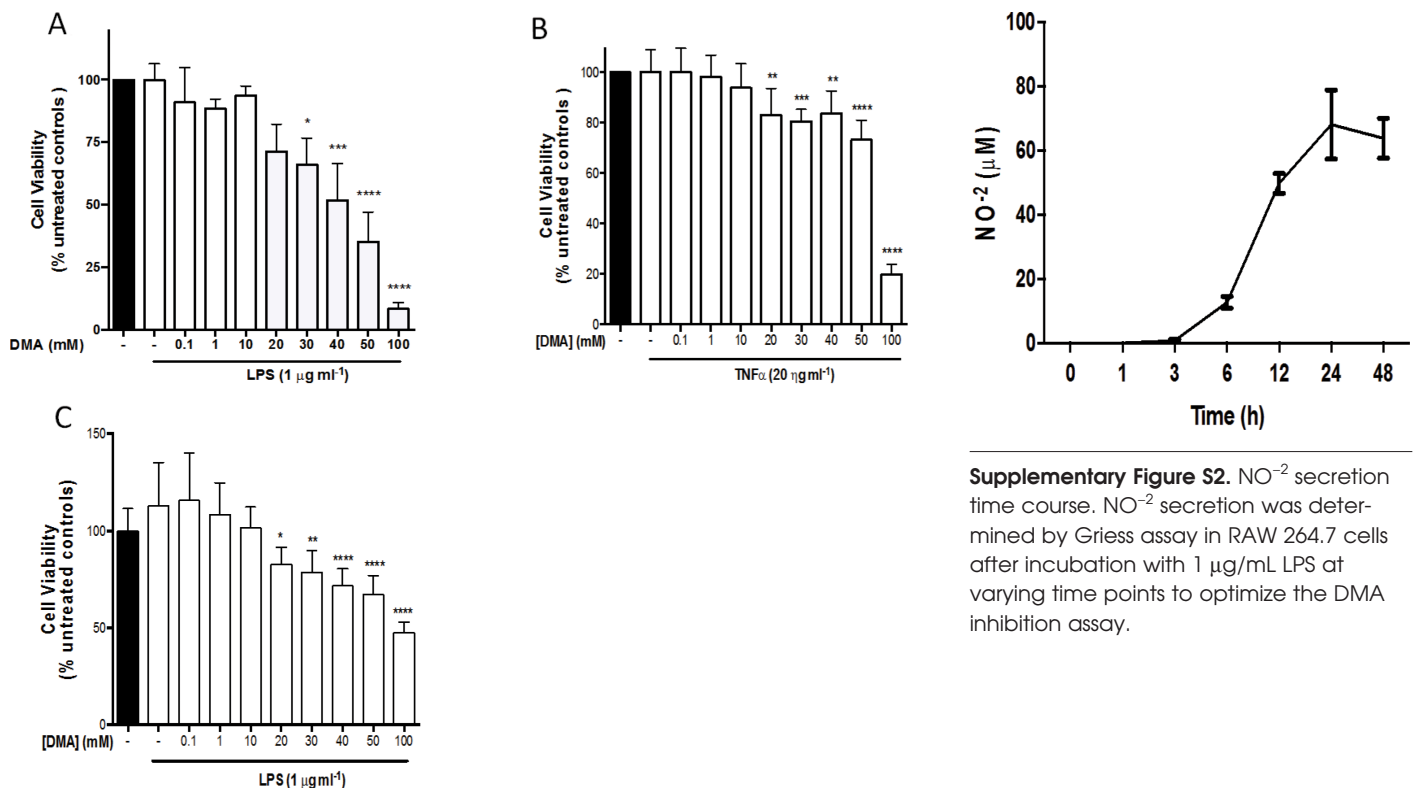 A
Cell Viability
(% untreated controls )
100
75
50
25
0
* *** **** ****
DMA (mM) - - 0.1 1 10 20 30 40 50 100
LPS (1 µg ml-1)
B
Cell Viability
(% untreated controls )
100
80
60
40
20
0
** *** ** **** ****
[DMA] (mM) - - 0.1 1 10 20 30 40 50 100
TNFα (20 ηg ml-1)
NO-2 (µM)
100
80
60
40
20
0
0 1 3 6 12 24 48
Time (h)
C
Cell Viability
(% untreated controls)
150
100
50
0
* ** **** **** ****
[DMA] (mM) - - 0.1 1 10 20 30 40 50 100
LPS (1 µg ml-1)
Supplementary Figure S2. NO−2 secretion
time course. NO−2 secretion was deter-
mined by Griess assay in RAW 264.7 cells
after incubation with 1 µg/mL LPS at
varying time points to optimize the DMA
inhibition assay.